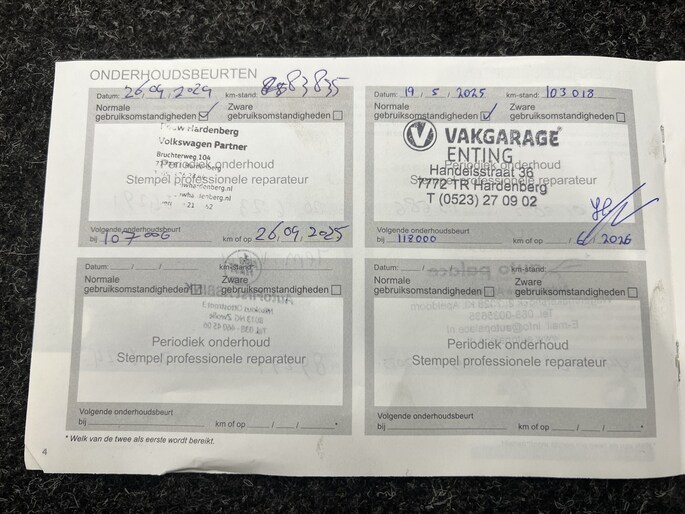 ONDERHOUDSBEURTEN
Datum: 26, 09, 2024 km-stand: 83835
Normale gebruiksomstandigheden
Zware gebruiksomstandigheden
Hardenberg
Volkswagen Partner
Bruchterweg 104
Periodiek onderhoud
Stempel professionele reparateur
Volgende onderhoudsbeurt
bij 107000 km of op 26,09,2025
Datum: 19, 5, 2025 km-stand: 103018
Normale gebruiksomstandigheden
Zware gebruiksomstandigheden
VAKGARAGE
ENTING
Periodiek onderhoud
Handelsstraat 36
Stempel professionele reparateur
7772 TR Hardenberg
T (0523) 27 09 02
Volgende onderhoudsbeurt
bij 118000 km of op / 2026
Datum: / / km-stand:
Normale gebruiksomstandigheden
Zware gebruiksomstandigheden
Periodiek onderhoud
Stempel professionele reparateur
Volgende onderhoudsbeurt
bij km of op / / *
Datum: / / km-stand:
Normale gebruiksomstandigheden
Zware gebruiksomstandigheden
Periodiek onderhoud
Stempel professionele reparateur
Volgende onderhoudsbeurt
bij km of op / / *
* Welk van de twee als eerste wordt bereikt.
4